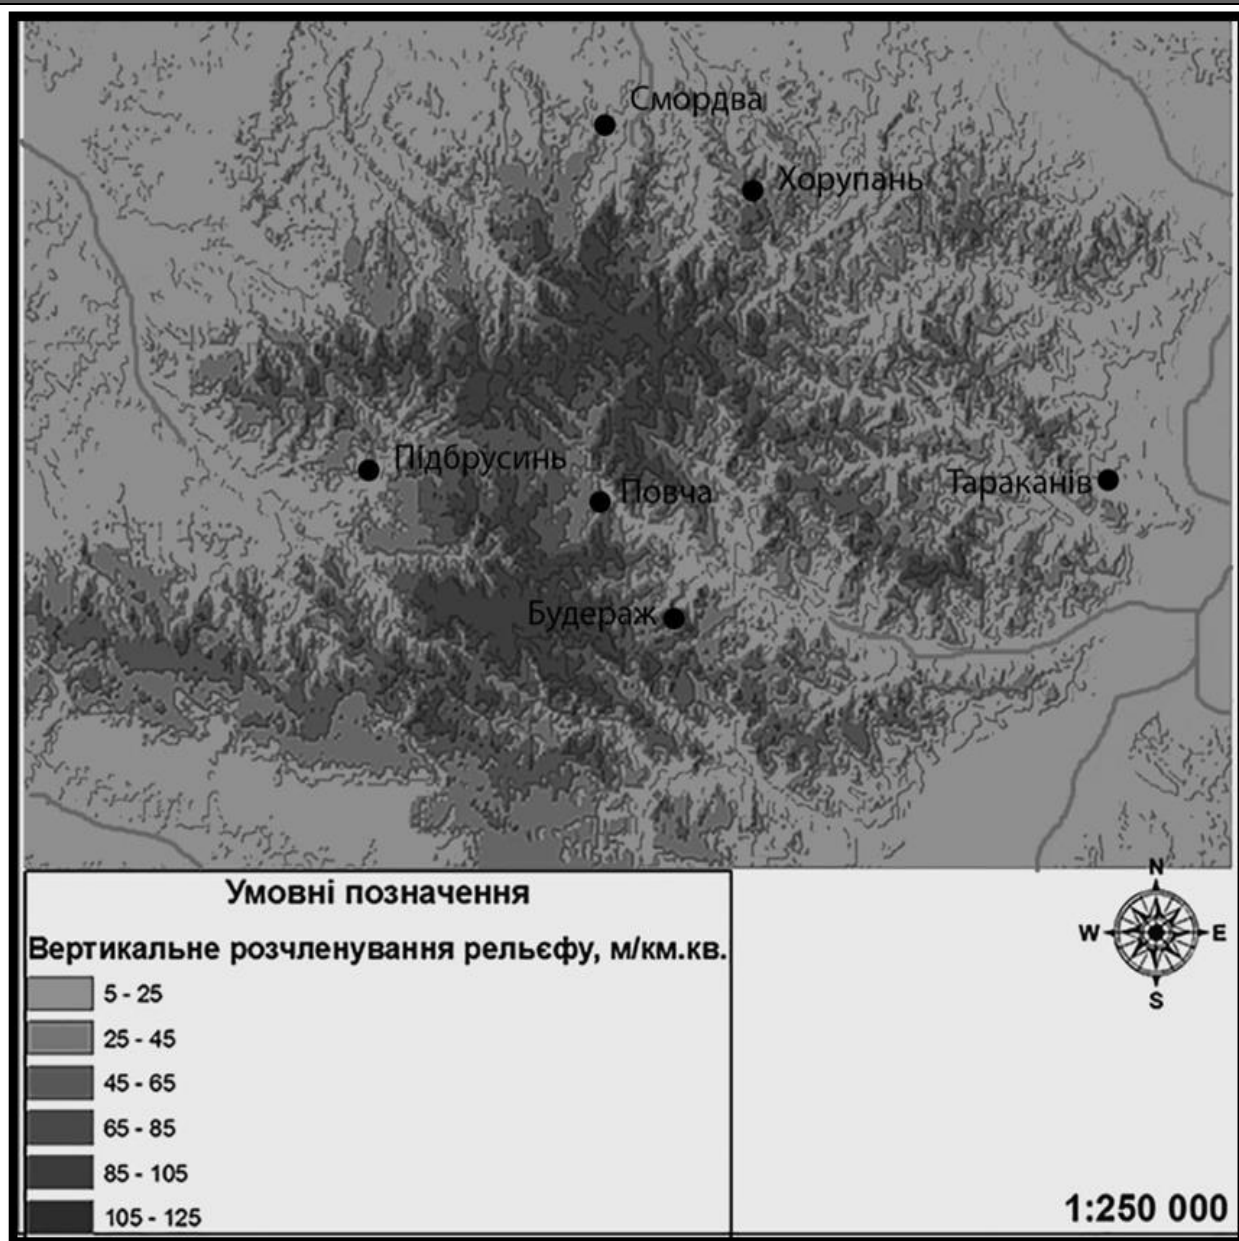 Смордва
Хорупань
Підбрусинь
Повча
Тараканів
Будераж
Умовні позначення
Вертикальне розчленування рельєфу, м/км.кв.
5 - 25
25 - 45
45 - 65
65 - 85
85 - 105
105 - 125
N
W E
S
1:250 000